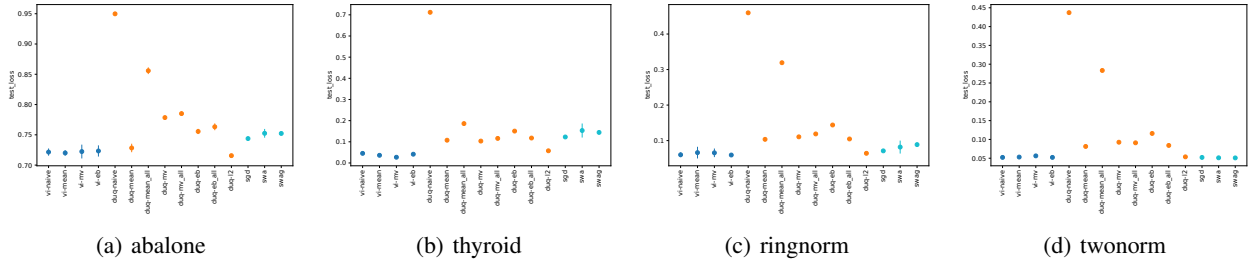 0.95
0.90
0.85
0.80
0.75
0.70
test_loss
vi-naive
vi-mean
vi-mv
vi-eb
duq-naive
duq-mean
duq-mean_all
duq-mv
duq-mv_all
duq-eb
duq-eb_all
duq-l2
sgd
swa
swag
(a) abalone
0.7
0.6
0.5
0.4
0.3
0.2
0.1
0.0
test_loss
vi-naive
vi-mean
vi-mv
vi-eb
duq-naive
duq-mean
duq-mean_all
duq-mv
duq-mv_all
duq-eb
duq-eb_all
duq-l2
sgd
swa
swag
(b) thyroid
0.4
0.3
0.2
0.1
test_loss
vi-naive
vi-mean
vi-mv
vi-eb
duq-naive
duq-mean
duq-mean_all
duq-mv
duq-mv_all
duq-eb
duq-eb_all
duq-l2
sgd
swa
swag
(c) ringnorm
0.45
0.40
0.35
0.30
0.25
0.20
0.15
0.10
0.05
test_loss
vi-naive
vi-mean
vi-mv
vi-eb
duq-naive
duq-mean
duq-mean_all
duq-mv
duq-mv_all
duq-eb
duq-eb_all
duq-l2
sgd
swa
swag
(d) twonorm